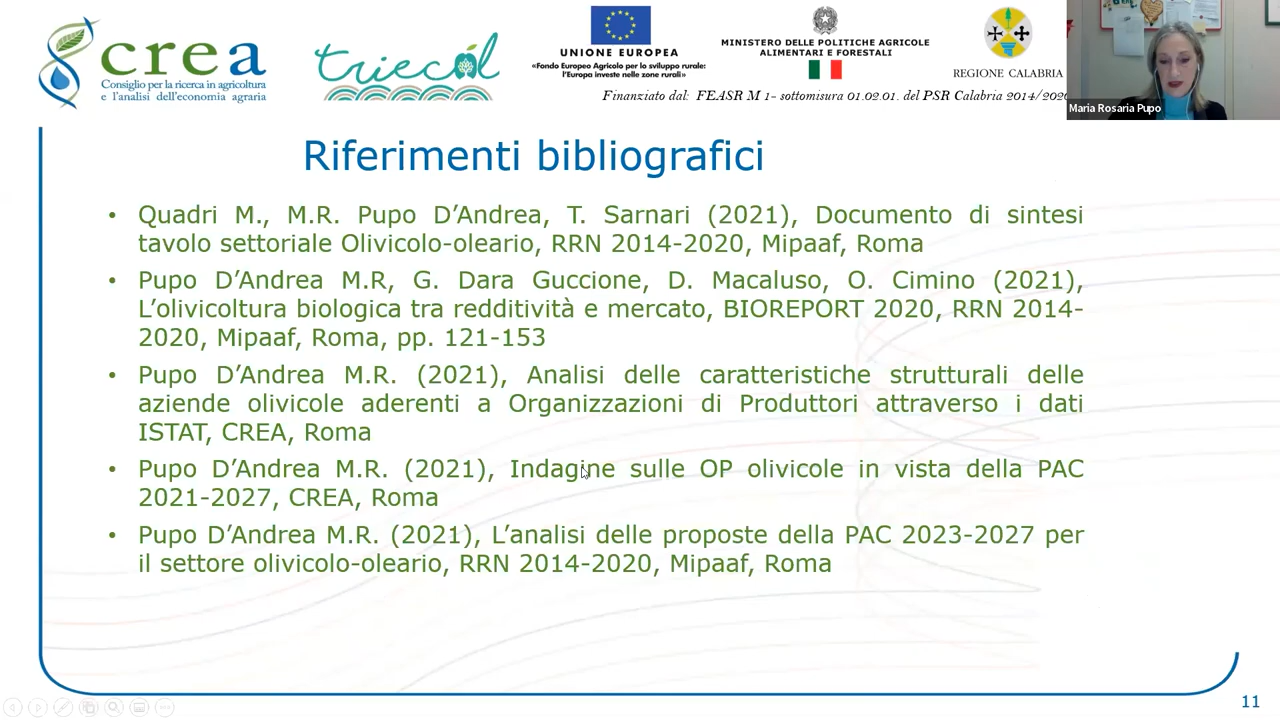 crea
Consiglio per la ricerca in agricoltura
e l'analisi dell'economia agraria
triecol
UNIONE EUROPEA
«Fondo Europeo Agricolo per lo sviluppo rurale:
l'Europa investe nelle zone rurali»
MINISTERO DELLE POLITICHE AGRICOLE
ALIMENTARI E FORESTALI
REGIONE CALABRIA
Finanziato dal: FEASR M 1- sottomisura 01.02.01. del PSR Calabria 2014/2020
Maria Rosaria Pupo
Riferimenti bibliografici
• Quadri M., M.R. Pupo D’Andrea, T. Sarnari (2021), Documento di sintesi
tavolo settoriale Olivicolo-oleario, RRN 2014-2020, Mipaaf, Roma
• Pupo D’Andrea M.R, G. Dara Guccione, D. Macaluso, O. Cimino (2021),
L’olivicoltura biologica tra redditività e mercato, BIOREPORT 2020, RRN 2014-
2020, Mipaaf, Roma, pp. 121-153
• Pupo D’Andrea M.R. (2021), Analisi delle caratteristiche strutturali delle
aziende olivicole aderenti a Organizzazioni di Produttori attraverso i dati
ISTAT, CREA, Roma
• Pupo D’Andrea M.R. (2021), Indagine sulle OP olivicole in vista della PAC
2021-2027, CREA, Roma
• Pupo D’Andrea M.R. (2021), L’analisi delle proposte della PAC 2023-2027 per
il settore olivicolo-oleario, RRN 2014-2020, Mipaaf, Roma
11